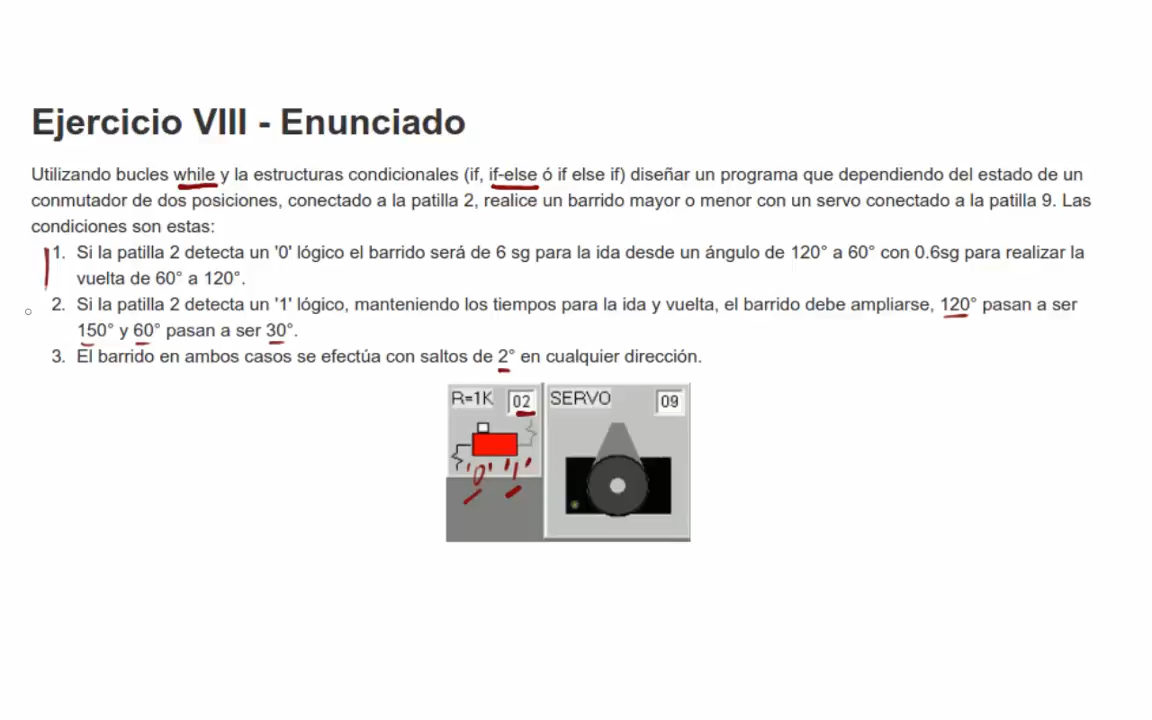 Ejercicio VIII - Enunciado
Utilizando bucles while y la estructuras condicionales (if, if-else ó if else if) diseñar un programa que dependiendo del estado de un
conmutador de dos posiciones, conectado a la patilla 2, realice un barrido mayor o menor con un servo conectado a la patilla 9. Las
condiciones son estas:
1. Si la patilla 2 detecta un '0' lógico el barrido será de 6 sg para la ida desde un ángulo de 120° a 60° con 0.6sg para realizar la
vuelta de 60° a 120°.
2. Si la patilla 2 detecta un '1' lógico, manteniendo los tiempos para la ida y vuelta, el barrido debe ampliarse, 120° pasan a ser
150° y 60° pasan a ser 30°.
3. El barrido en ambos casos se efectúa con saltos de 2° en cualquier dirección.
R=1K 02 SERVO 09
'0' '1'